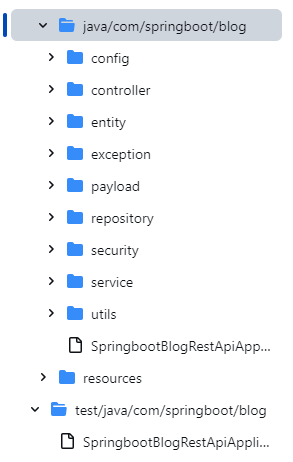 java/com/springboot/blog
config
controller
entity
exception
payload
repository
security
service
utils
SpringbootBlogRestApiApp...
resources
test/java/com/springboot/blog
SpringbootBlogRestApiAppli...